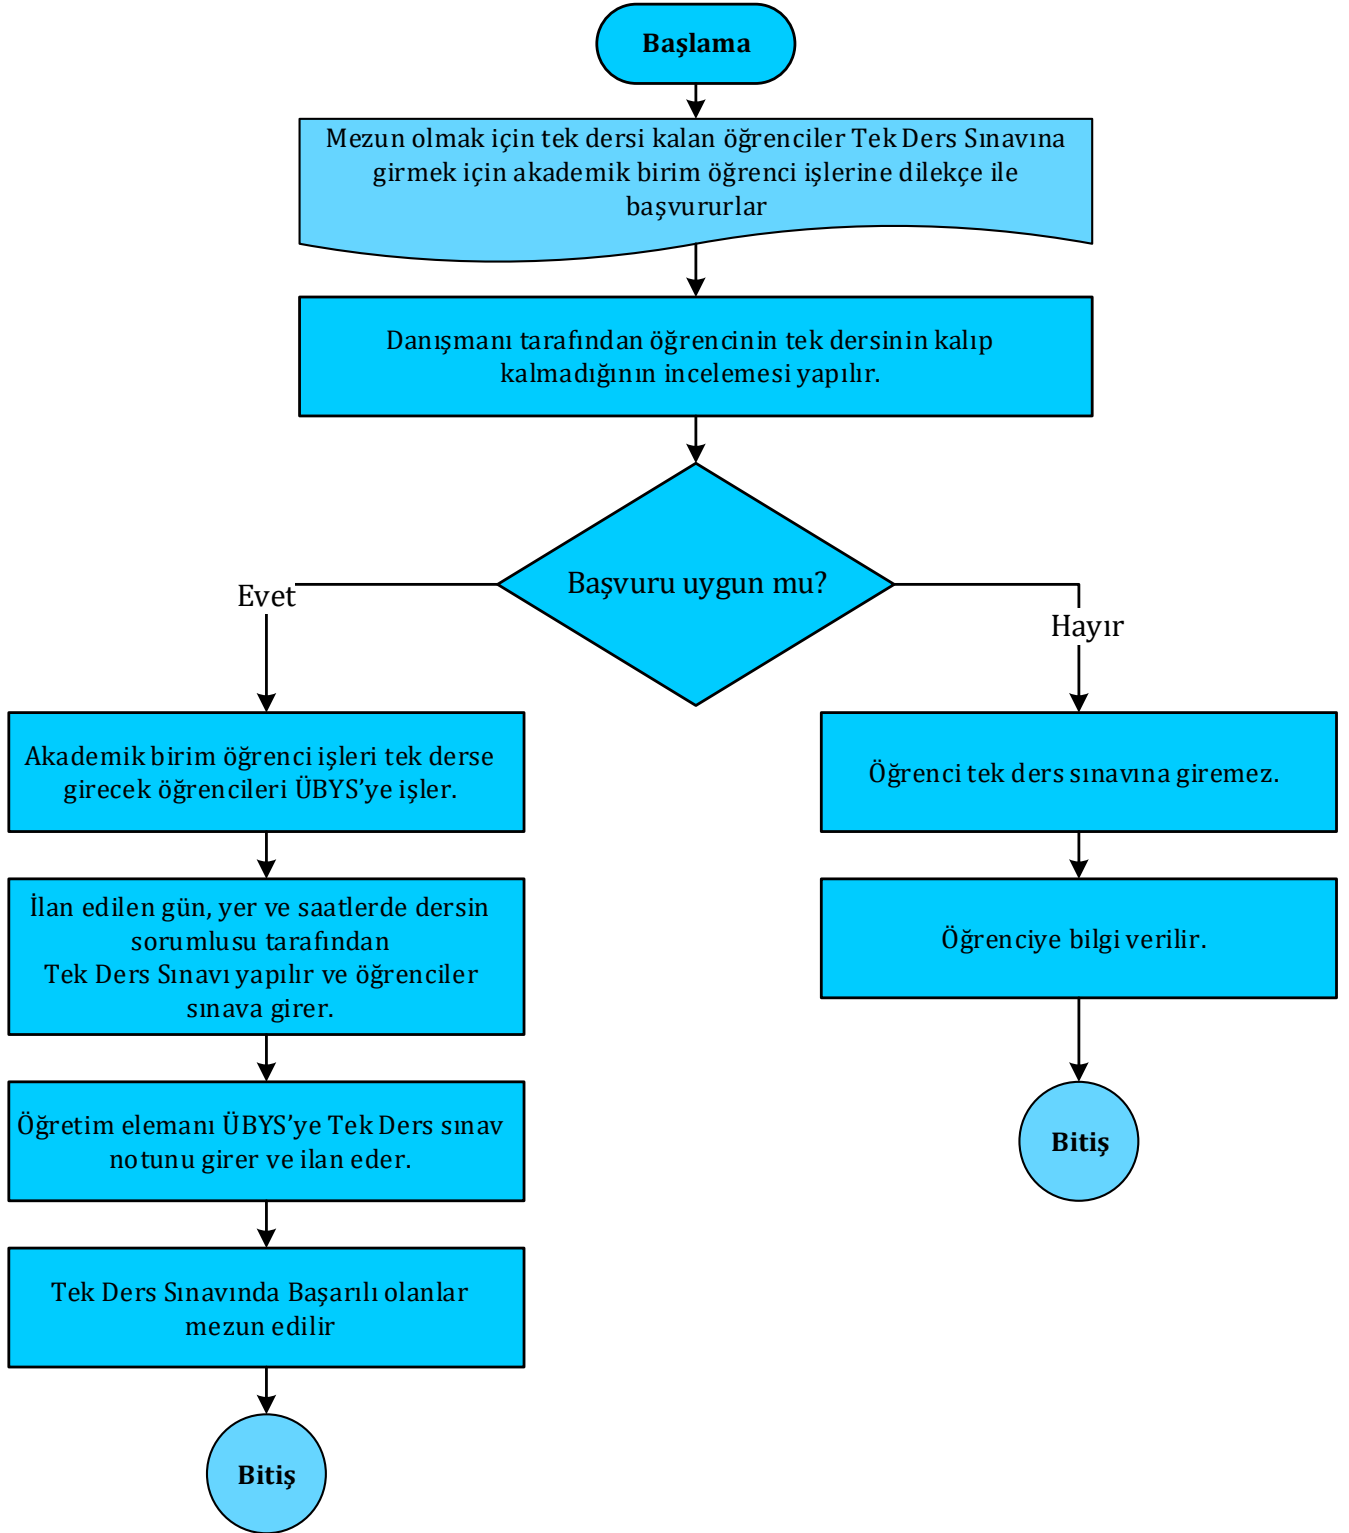 Başlama
Mezun olmak için tek dersi kalan öğrenciler Tek Ders Sınavına
girmek için akademik birim öğrenci işlerine dilekçe ile
başvururlar
Danışmanı tarafından öğrencinin tek dersinin kalıp
kalmadığının incelemesi yapılır.
Başvuru uygun mu?
Evet
Hayır
Akademik birim öğrenci işleri tek derse
girecek öğrencileri ÜBYS’ye işler.
İlan edilen gün, yer ve saatlerde dersin
sorumlusu tarafından
Tek Ders Sınavı yapılır ve öğrenciler
sınava girer.
Öğretim elemanı ÜBYS’ye Tek Ders sınav
notunu girer ve ilan eder.
Tek Ders Sınavında Başarılı olanlar
mezun edilir
Bitiş
Öğrenci tek ders sınavına giremez.
Öğrenciye bilgi verilir.
Bitiş